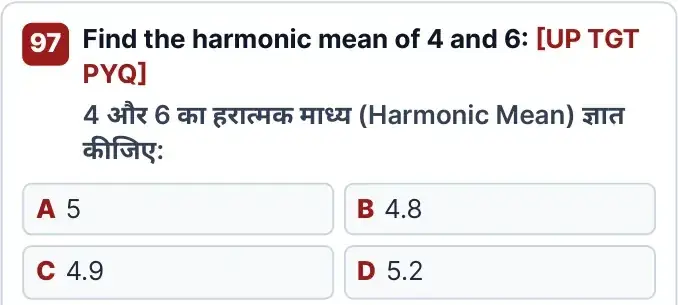 97 Find the harmonic mean of 4 and 6: [UP TGT
PYQ]
4 और 6 का हरात्मक माध्य (Harmonic Mean) ज्ञात
कीजिए:
A 5 B 4.8
C 4.9 D 5.2